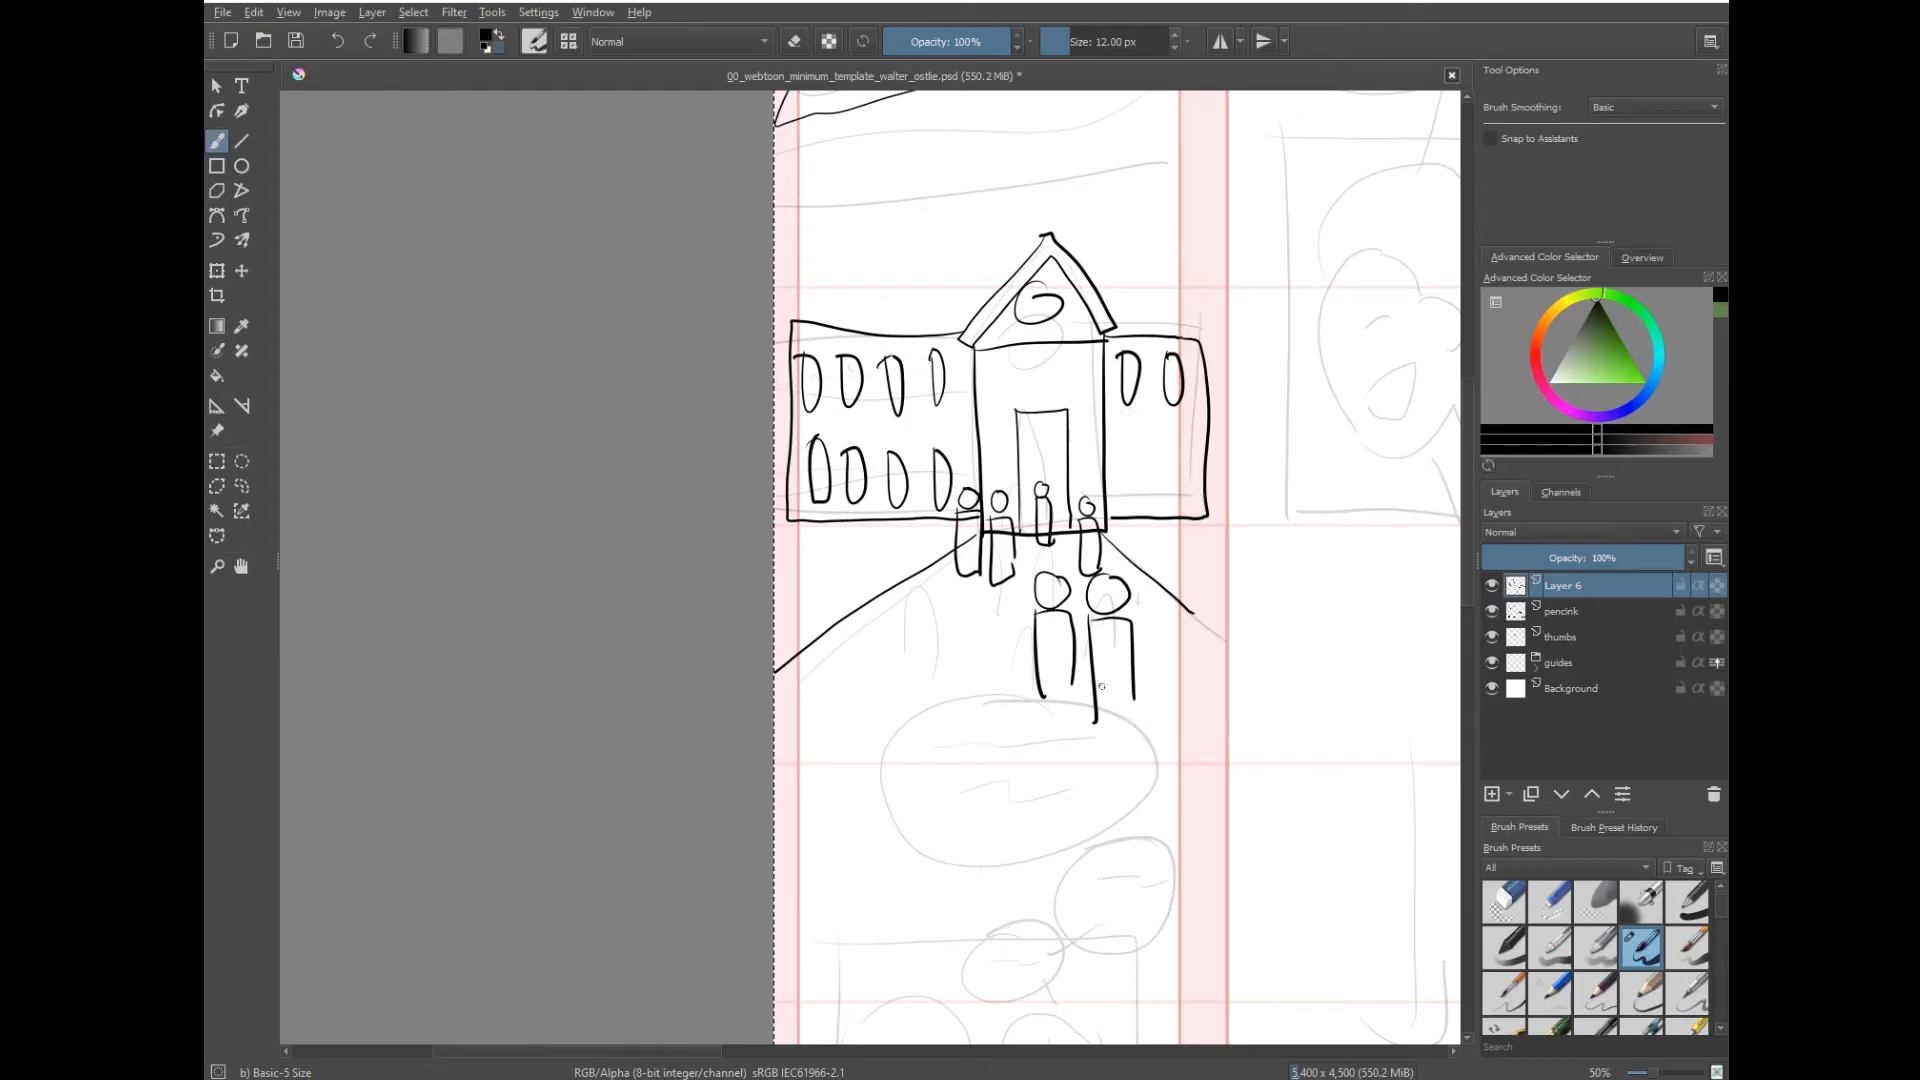 File Edit View Image Layer Select Filter Tools Settings Window Help
Normal Opacity: 100% Size: 12.00 px
00_webtoon_minimum_template_walter_ostlie.psd (550.2 MiB) *
Tool Options
Brush Smoothing: Basic
Snap to Assistants
Advanced Color Selector Overview
Advanced Color Selector
Layers Channels
Layers
Normal
Opacity: 100%
Layer 6
pencink
thumbs
guides
Background
Brush Presets Brush Preset History
Brush Presets
All Tag
Search
b) Basic-5 Size RGB/Alpha (8-bit integer/channel) sRGB IEC61966-2.1 5,400 x 4,500 (550.2 MiB) 50%